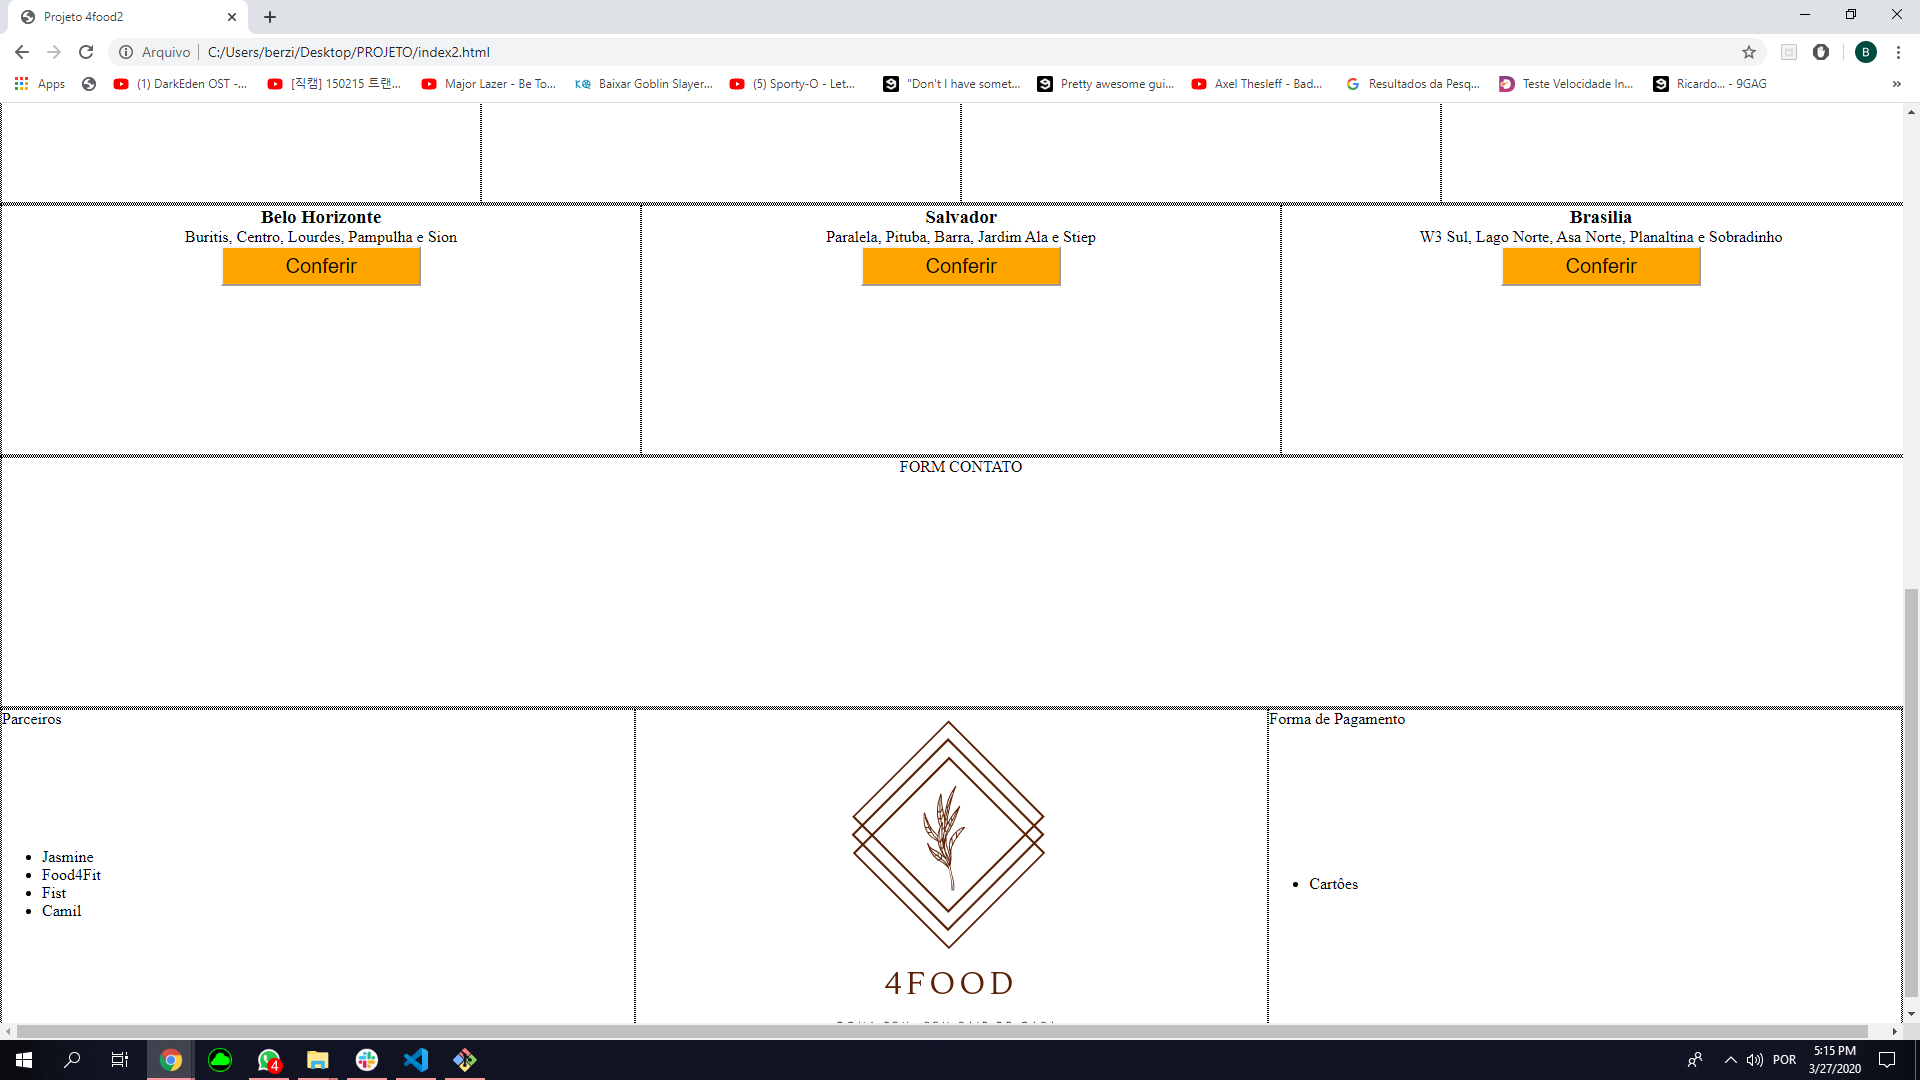 Projeto 4food2
Arquivo
C:/Users/berzi/Desktop/PROJETO/index2.html
B
Apps
(1) DarkEden OST -...
[직캠] 150215 트랜...
Major Lazer - Be To...
Baixar Goblin Slayer...
(5) Sporty-O - Let...
"Don't I have somet...
Pretty awesome gui...
Axel Thesleff - Bad...
Resultados da Pesq...
Teste Velocidade In...
Ricardo... - 9GAG
Belo Horizonte
Buritis, Centro, Lourdes, Pampulha e Sion
Conferir
Salvador
Paralela, Pituba, Barra, Jardim Ala e Stiep
Conferir
Brasilia
W3 Sul, Lago Norte, Asa Norte, Planaltina e Sobradinho
Conferir
FORM CONTATO
Parceiros
Jasmine
Food4Fit
Fist
Camil
4FOOD
Forma de Pagamento
Cartôes
4
POR
5:15 PM
3/27/2020